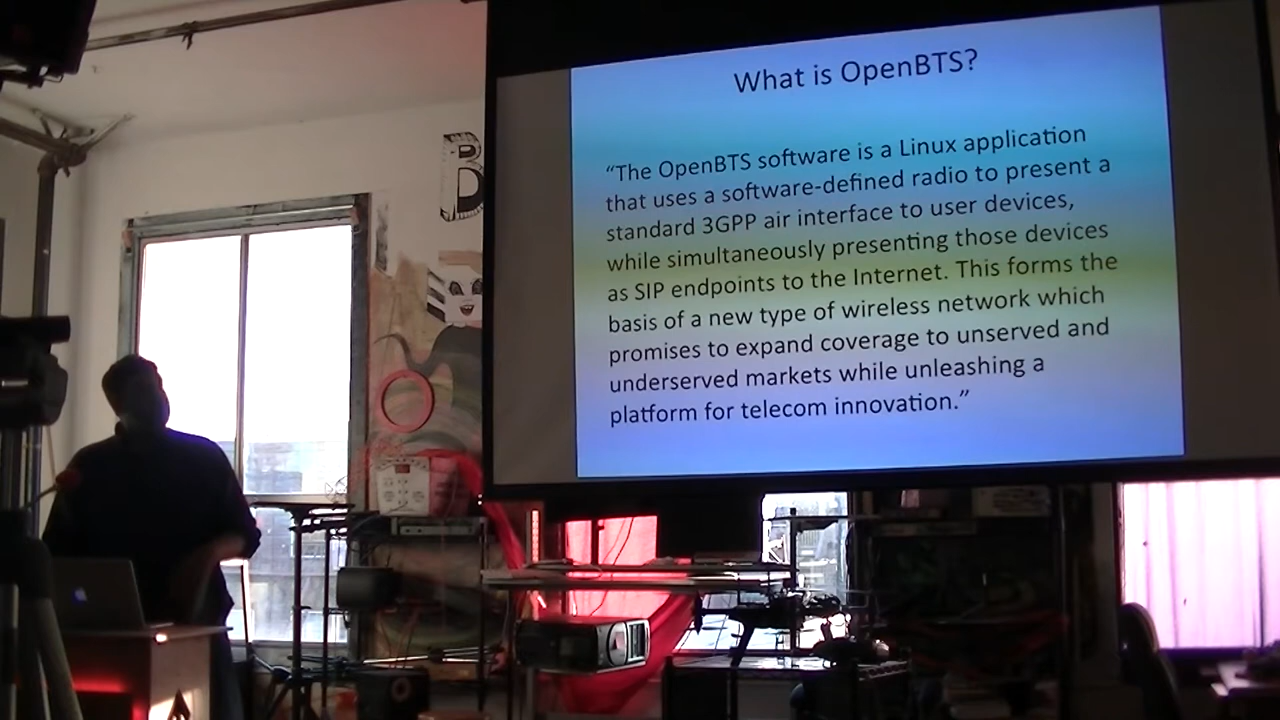 What is OpenBTS?
“The OpenBTS software is a Linux application
that uses a software-defined radio to present a
standard 3GPP air interface to user devices,
while simultaneously presenting those devices
as SIP endpoints to the Internet. This forms the
basis of a new type of wireless network which
promises to expand coverage to unserved and
underserved markets while unleashing a
platform for telecom innovation.”
B